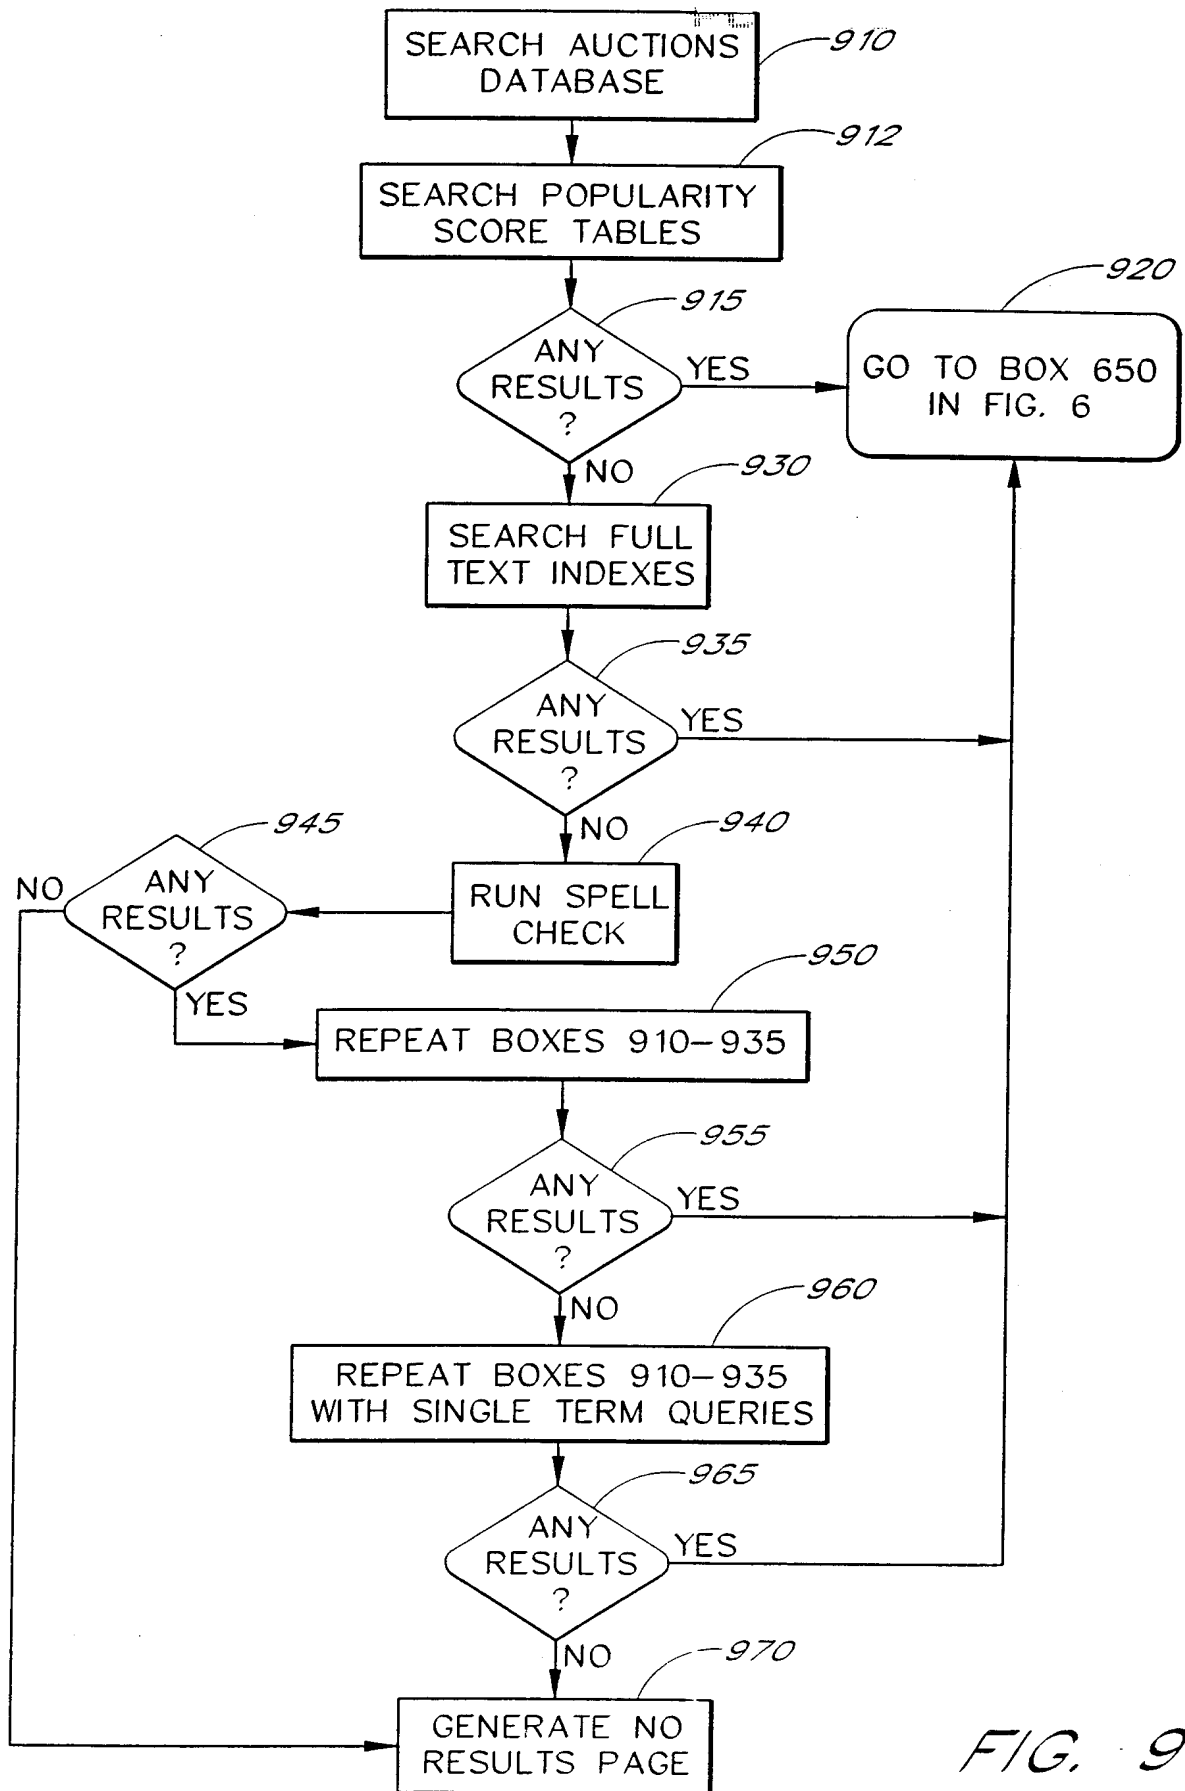 SEARCH AUCTIONS
DATABASE
910
SEARCH POPULARITY
SCORE TABLES
912
ANY
RESULTS
?
915
YES
NO
GO TO BOX 650
IN FIG. 6
920
SEARCH FULL
TEXT INDEXES
930
ANY
RESULTS
?
935
YES
NO
RUN SPELL
CHECK
940
ANY
RESULTS
?
945
NO
YES
REPEAT BOXES 910-935
950
ANY
RESULTS
?
955
YES
NO
REPEAT BOXES 910-935
WITH SINGLE TERM QUERIES
960
ANY
RESULTS
?
965
YES
NO
GENERATE NO
RESULTS PAGE
970
FIG. 9